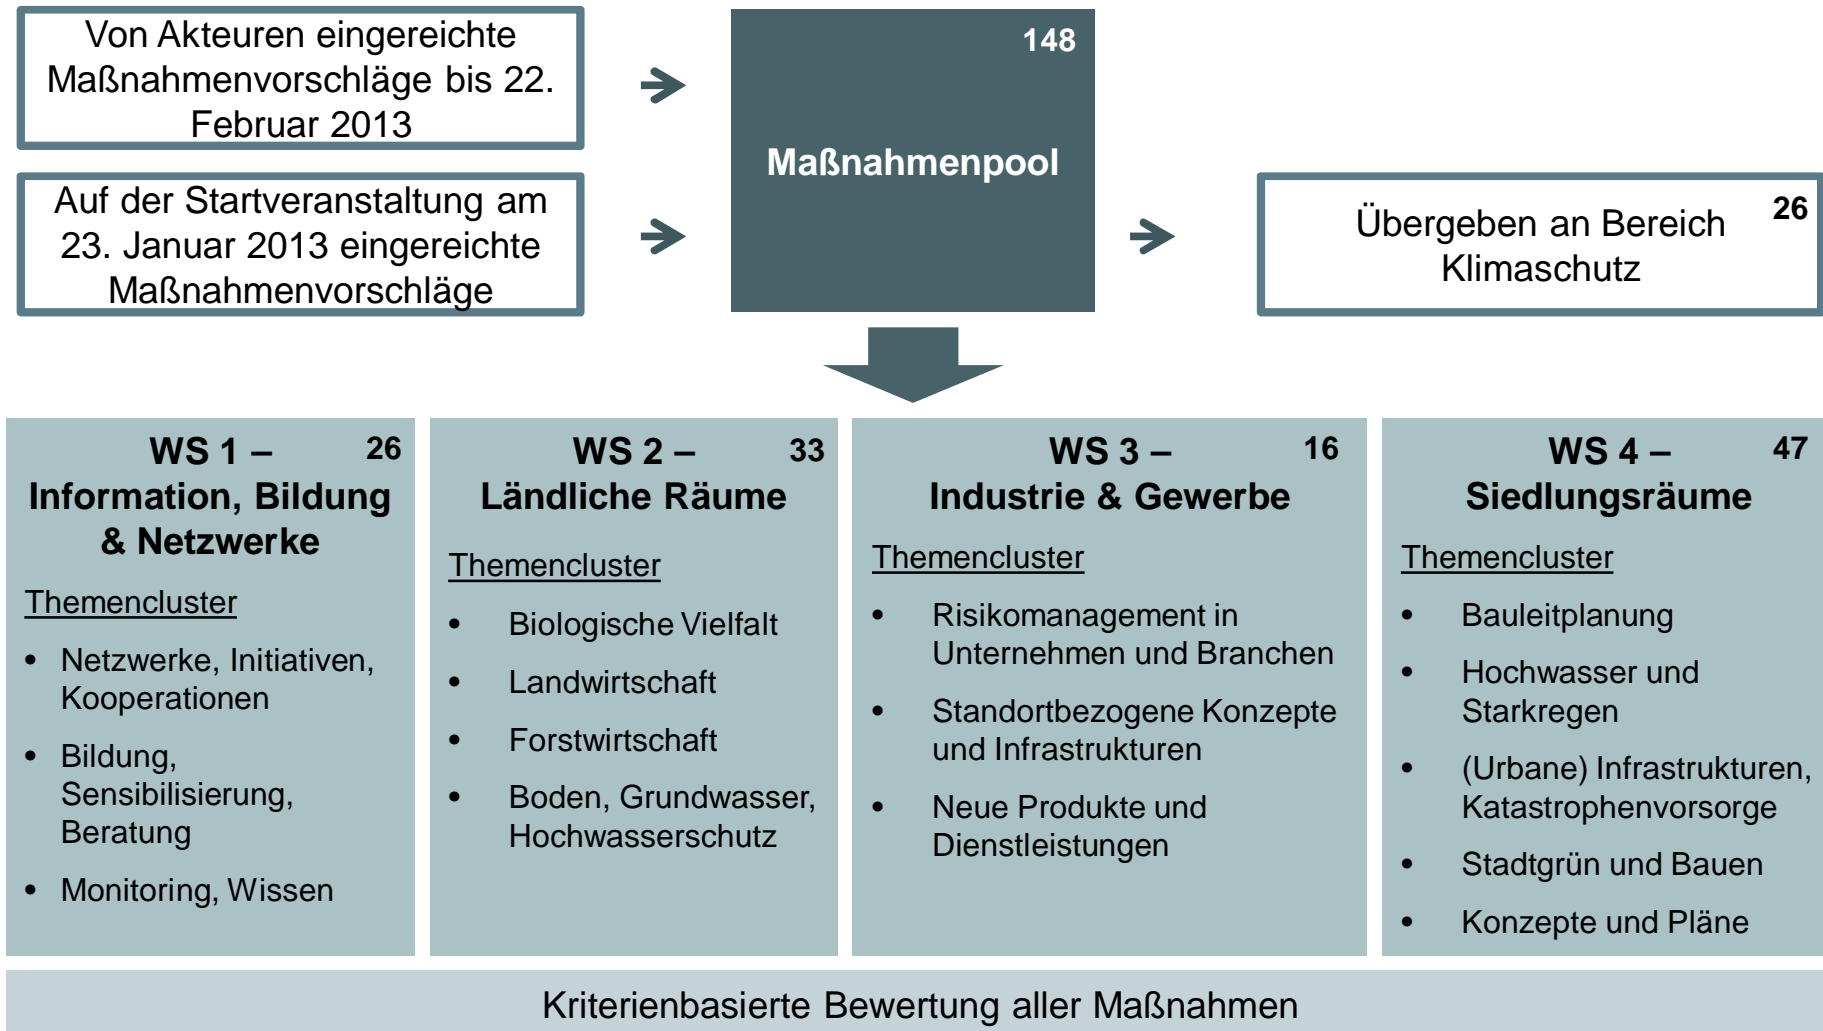 Von Akteuren eingereichte
Maßnahmenvorschläge bis 22.
Februar 2013
Auf der Startveranstaltung am
23. Januar 2013 eingereichte
Maßnahmenvorschläge
148
Maßnahmenpool
Übergeben an Bereich
Klimaschutz
26
WS 1 –
Information, Bildung
& Netzwerke
26
Themencluster
• Netzwerke, Initiativen,
Kooperationen
• Bildung,
Sensibilisierung,
Beratung
• Monitoring, Wissen
WS 2 –
Ländliche Räume
33
Themencluster
• Biologische Vielfalt
• Landwirtschaft
• Forstwirtschaft
• Boden, Grundwasser,
Hochwasserschutz
WS 3 –
Industrie & Gewerbe
16
Themencluster
• Risikomanagement in
Unternehmen und Branchen
• Standortbezogene Konzepte
und Infrastrukturen
• Neue Produkte und
Dienstleistungen
WS 4 –
Siedlungsräume
47
Themencluster
• Bauleitplanung
• Hochwasser und
Starkregen
• (Urbane) Infrastrukturen,
Katastrophenvorsorge
• Stadtgrün und Bauen
• Konzepte und Pläne
Kriterienbasierte Bewertung aller Maßnahmen